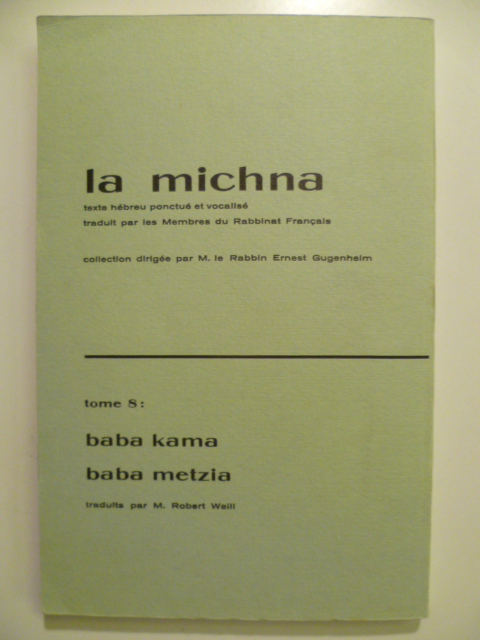 la michna
texte hébreu ponctué et vocalisé
traduit par les Membres du Rabbinat Français
collection dirigée par M. le Rabbin Ernest Gugenheim
tome 8:
baba kama
baba metzia
traduits par M. Robert Weill